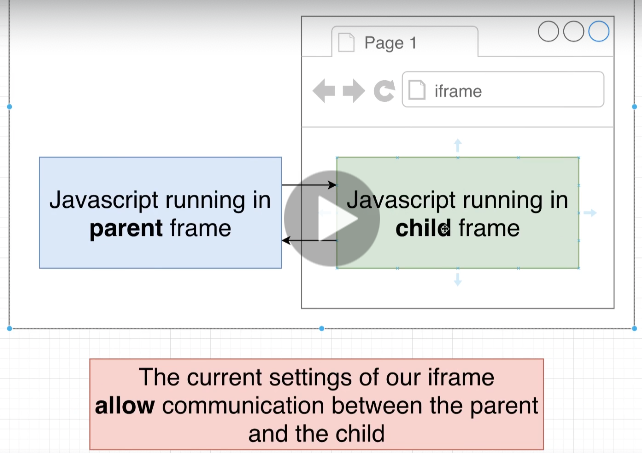 Page 1
iframe
Javascript running in
parent frame
Javascript running in
child frame
The current settings of our iframe
allow communication between the parent
and the child